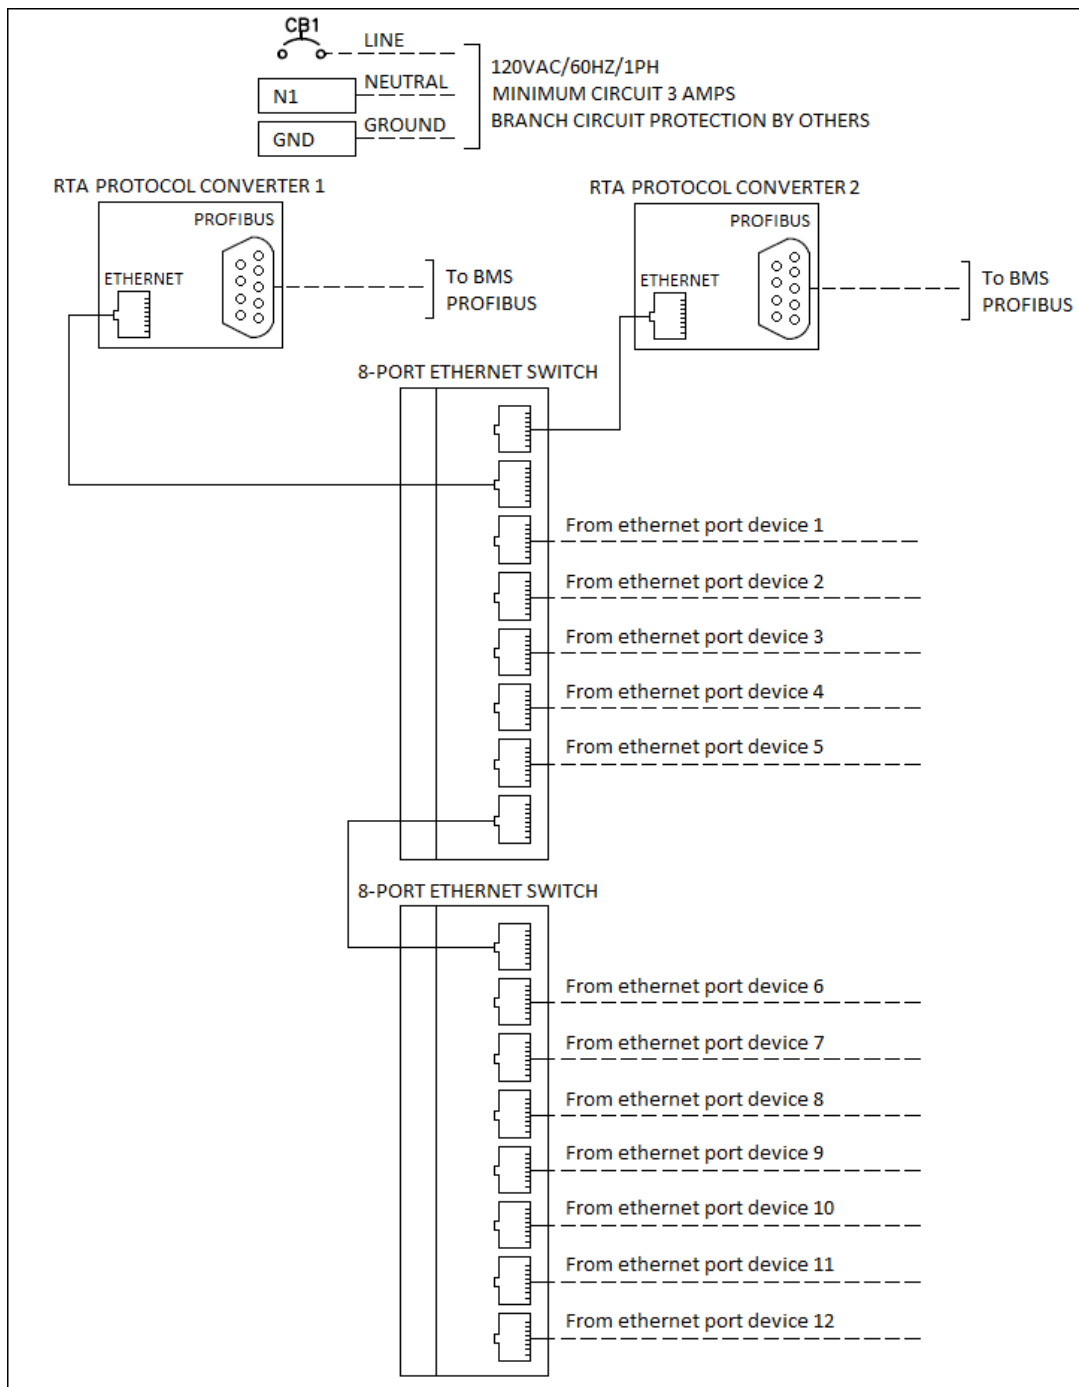 CB1
LINE
NEUTRAL
N1
GROUND
GND
120VAC/60HZ/1PH
MINIMUM CIRCUIT 3 AMPS
BRANCH CIRCUIT PROTECTION BY OTHERS
RTA PROTOCOL CONVERTER 1
PROFIBUS
ETHERNET
To BMS
PROFIBUS
RTA PROTOCOL CONVERTER 2
PROFIBUS
ETHERNET
To BMS
PROFIBUS
8-PORT ETHERNET SWITCH
From ethernet port device 1
From ethernet port device 2
From ethernet port device 3
From ethernet port device 4
From ethernet port device 5
8-PORT ETHERNET SWITCH
From ethernet port device 6
From ethernet port device 7
From ethernet port device 8
From ethernet port device 9
From ethernet port device 10
From ethernet port device 11
From ethernet port device 12